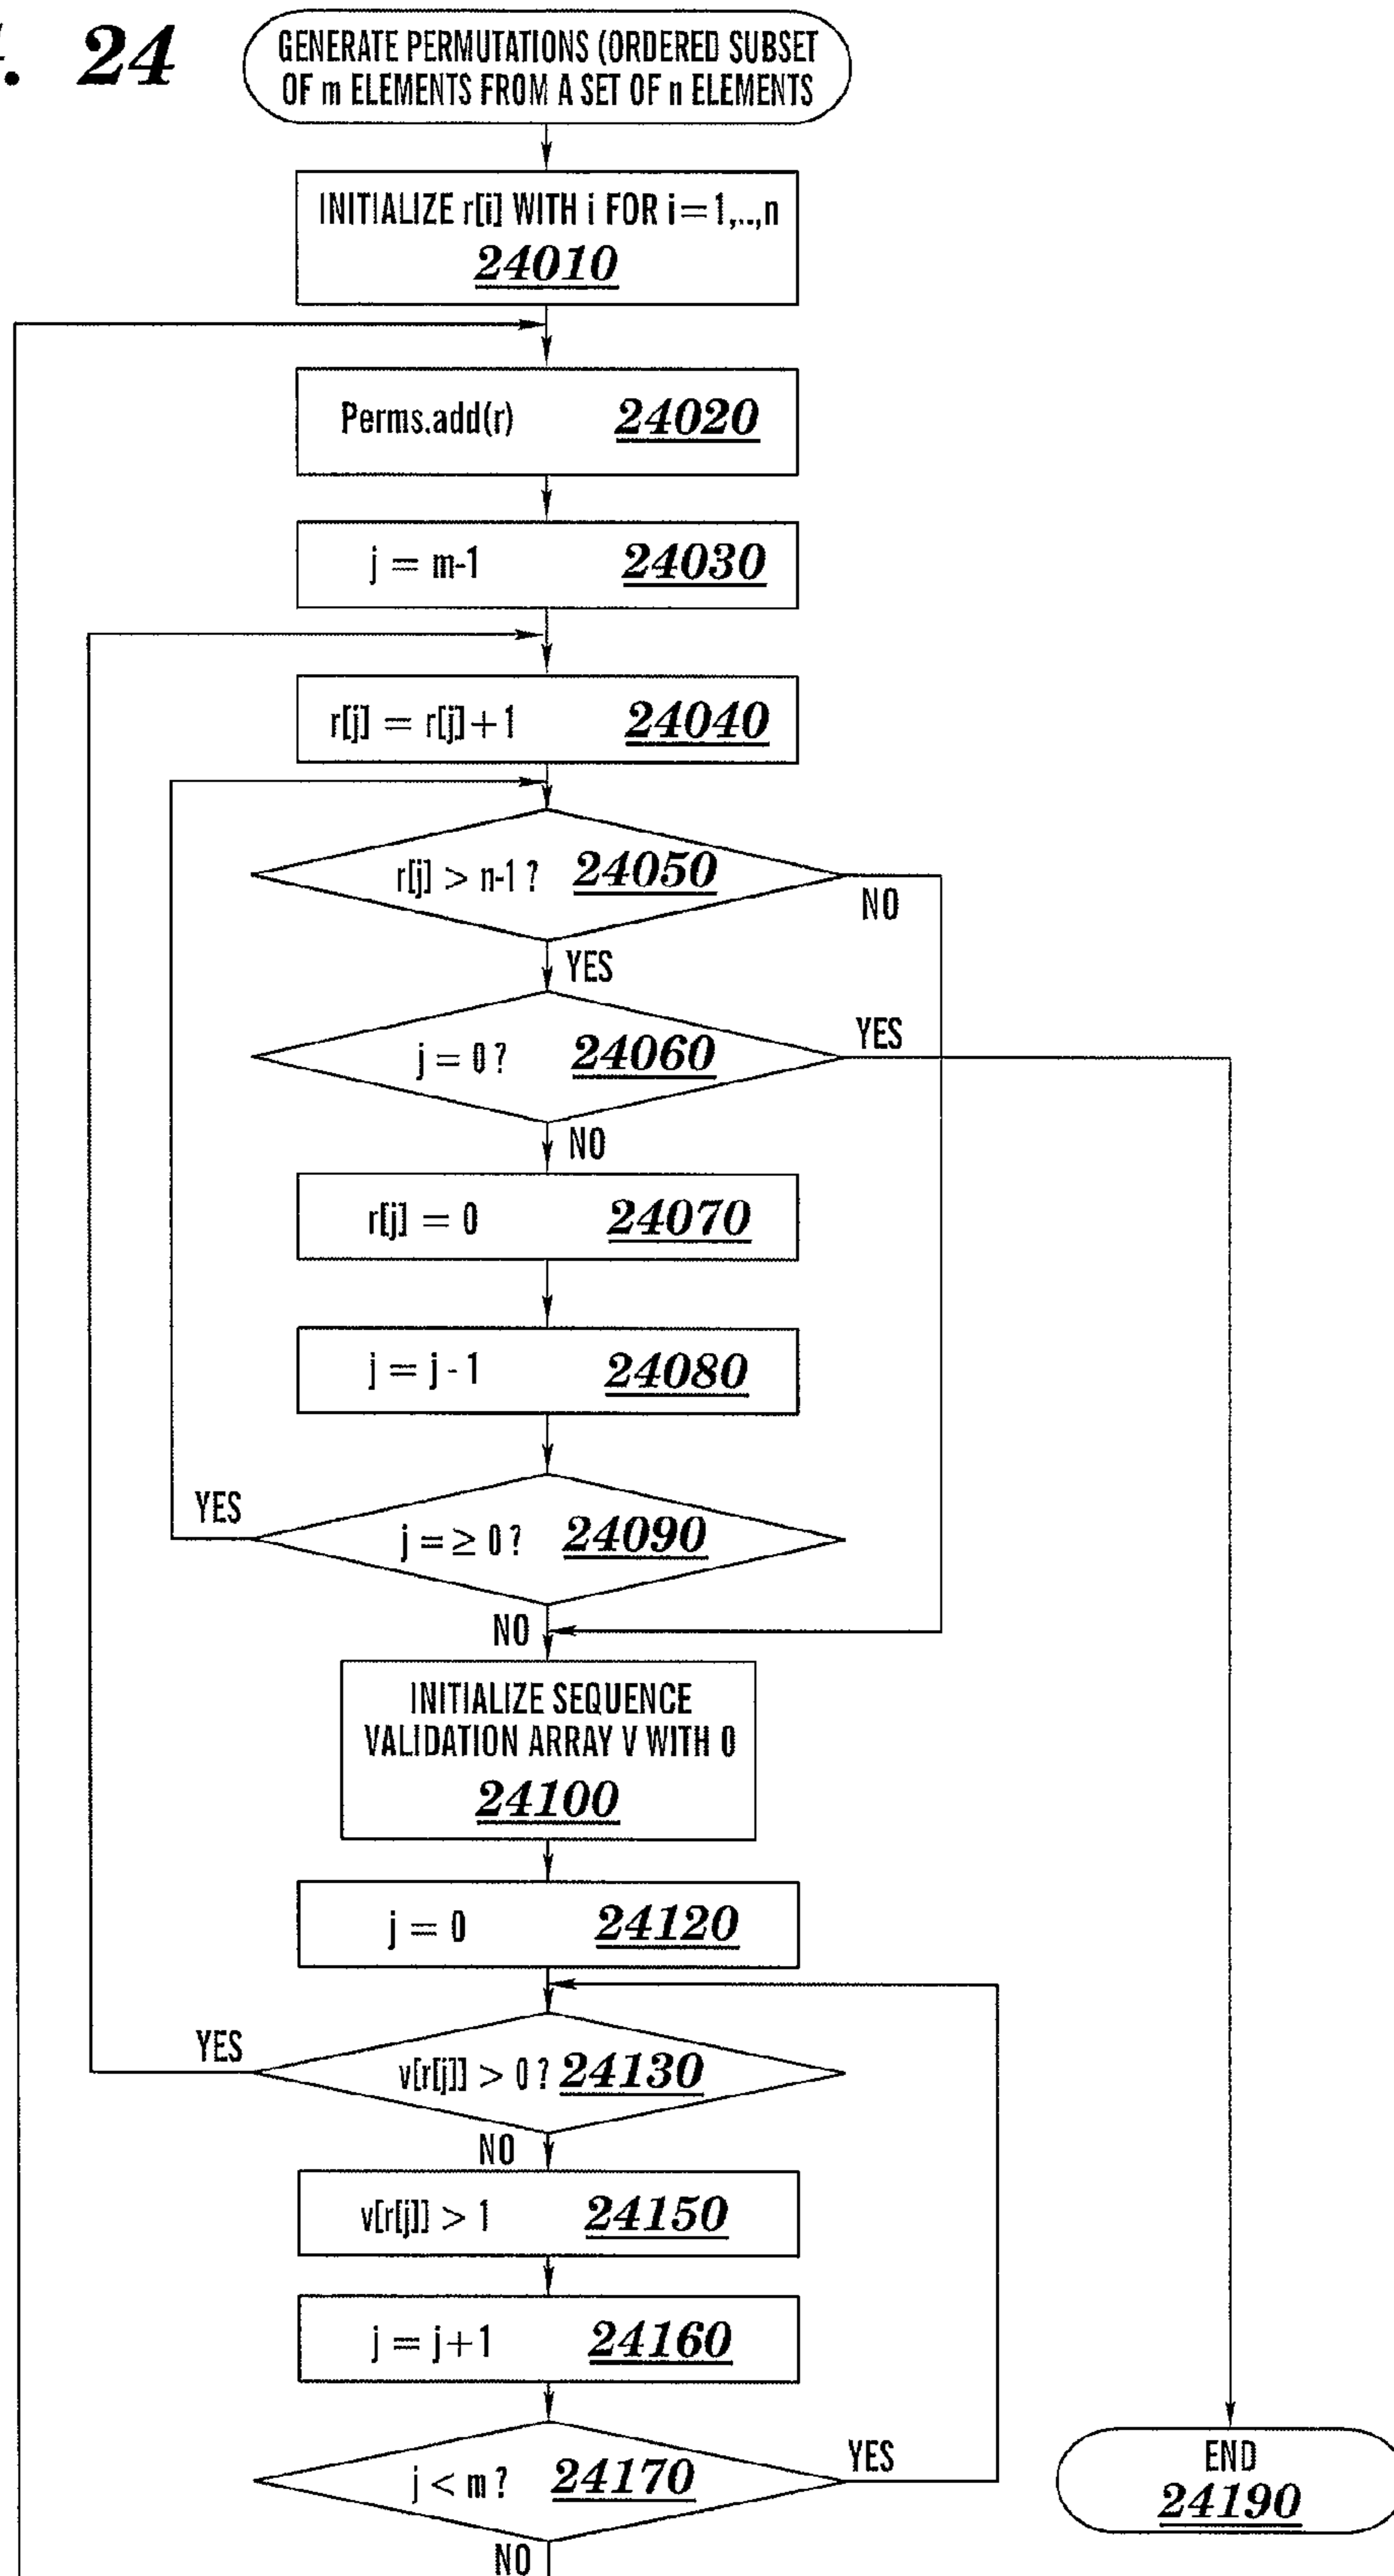 . 24
GENERATE PERMUTATIONS (ORDERED SUBSET
OF m ELEMENTS FROM A SET OF n ELEMENTS
INITIALIZE r[i] WITH i FOR i=1,..,n
24010
Perms.add(r) 24020
j = m-1 24030
r[j] = r[j]+1 24040
r[j] > n-1 ? 24050
NO
YES
j = 0 ? 24060
YES
NO
r[j] = 0 24070
j = j - 1 24080
YES
j = ≥ 0 ? 24090
NO
INITIALIZE SEQUENCE
VALIDATION ARRAY V WITH 0
24100
j = 0 24120
YES
v[r[j]] > 0 ? 24130
NO
v[r[j]] > 1 24150
j = j+1 24160
j < m ? 24170
YES
NO
END
24190